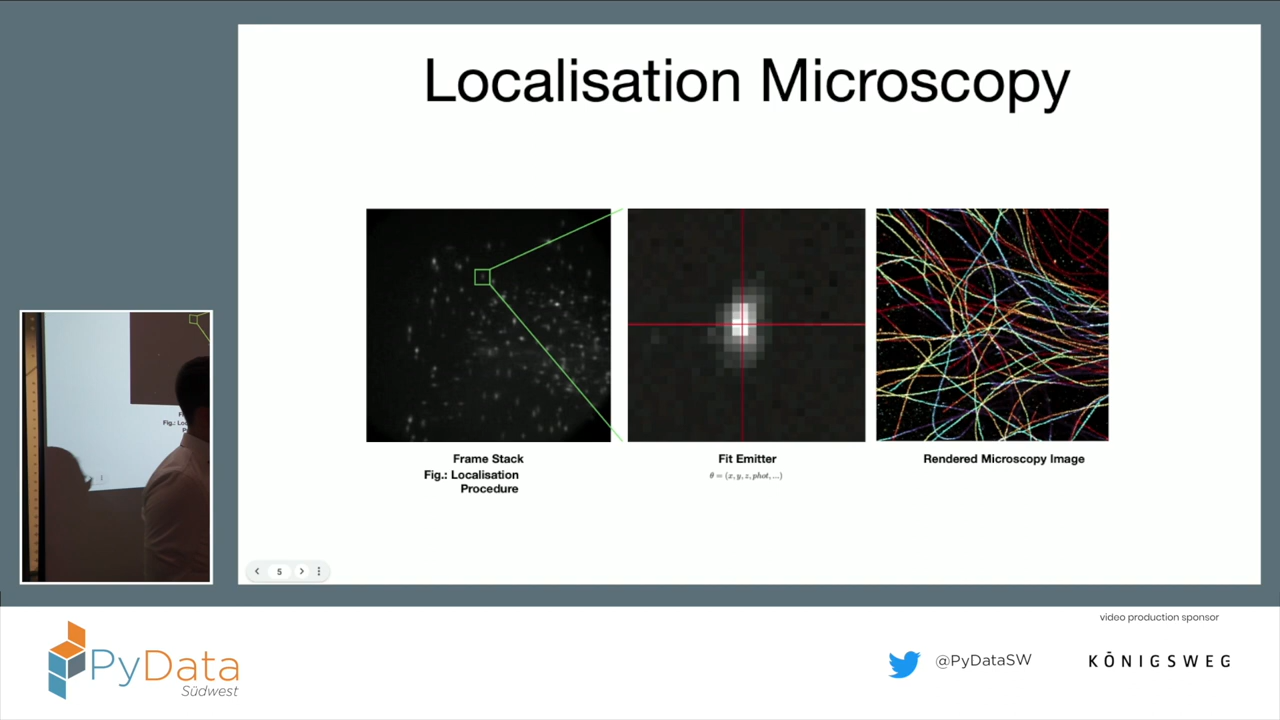 Localisation Microscopy
Frame Stack
Fig.: Localisation
Procedure
Fit Emitter
θ = (x, y, z, phot, ...)
Rendered Microscopy Image
5
PyData
Südwest
@PyDataSW
video production sponsor
KÖNIGSWEG